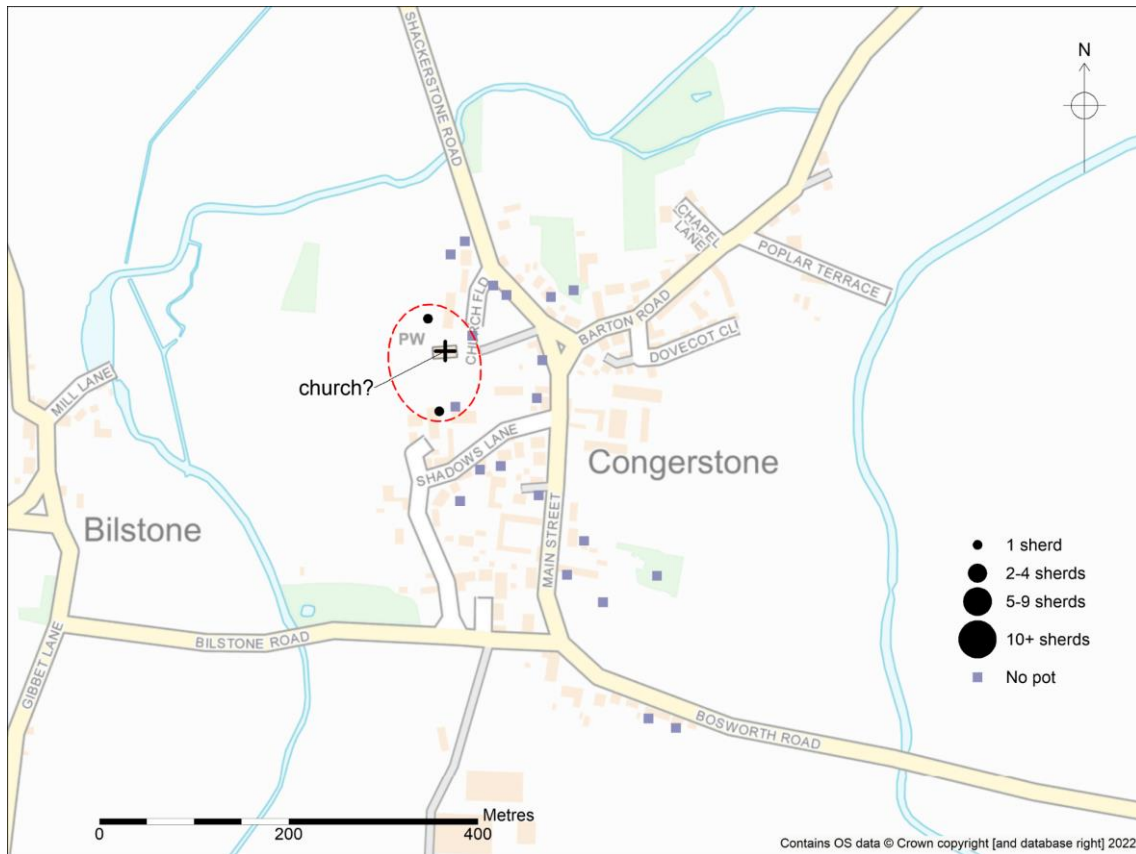 SHACKERSTONE ROAD
N
CHAPEL
LANE
POPLAR TERRACE
CHURCH FLD
BARTON ROAD
PW
DOVECOT CL
church?
MILL LANE
SHADOWS LANE
Congerstone
MAIN STREET
Bilstone
1 sherd
2-4 sherds
5-9 sherds
10+ sherds
No pot
BILSTONE ROAD
GIBBET LANE
BOSWORTH ROAD
Metres
0 200 400
Contains OS data © Crown copyright [and database right] 2022